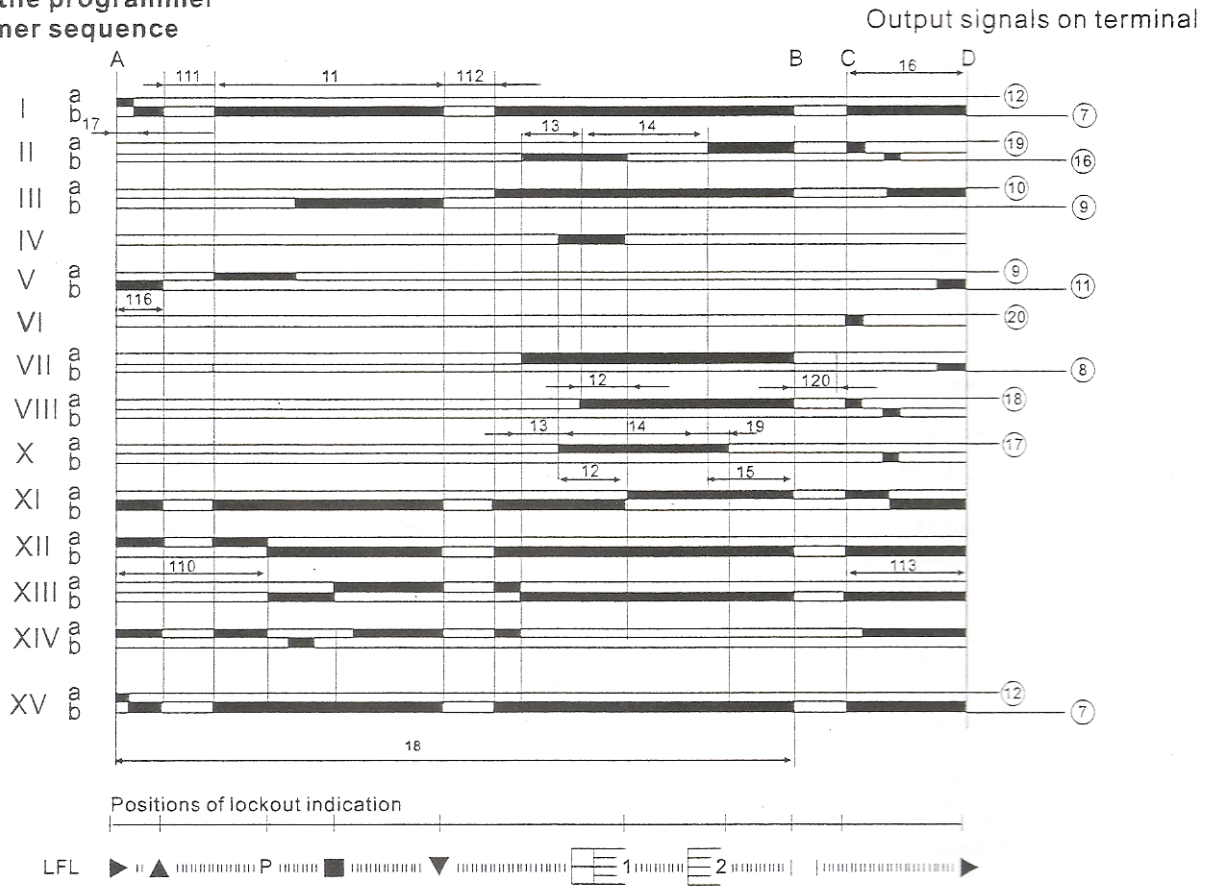 the programmer
mer sequence
Output signals on terminal
A B C D
111 11 112 16
I a 12
b 7
17 13 14
II a 19
b 16
III a 10
b 9
IV
V a 9
b 11
116
VI 20
VII a
b 8
12 120
VIII a 18
b
13 14 19
X a 17
b
12 15
XI a
b
XII a
b
110 113
XIII a
b
XIV a
b
XV a 12
b 7
18
Positions of lockout indication
LFL P 1 2